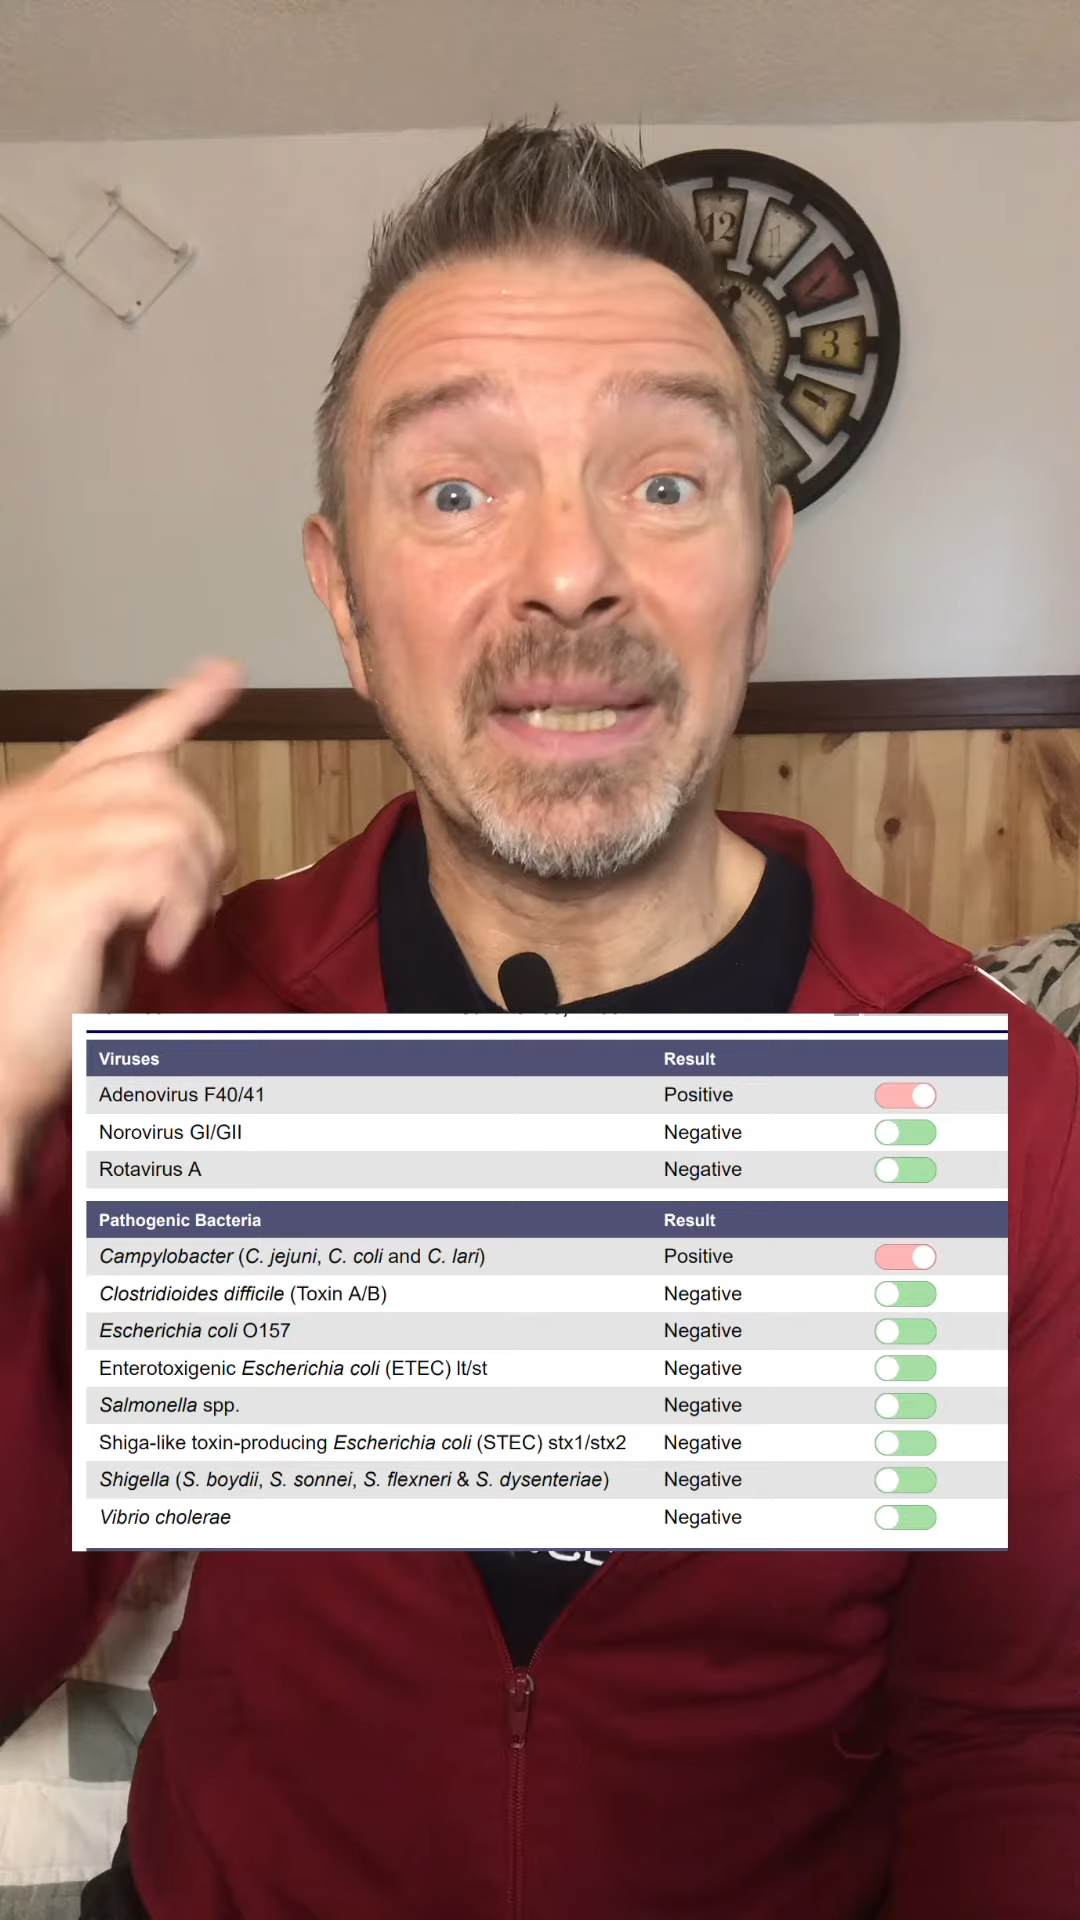 12
1
3
Viruses Result
Adenovirus F40/41 Positive
Norovirus GI/GII Negative
Rotavirus A Negative
Pathogenic Bacteria Result
Campylobacter (C. jejuni, C. coli and C. lari) Positive
Clostridioides difficile (Toxin A/B) Negative
Escherichia coli O157 Negative
Enterotoxigenic Escherichia coli (ETEC) lt/st Negative
Salmonella spp. Negative
Shiga-like toxin-producing Escherichia coli (STEC) stx1/stx2 Negative
Shigella (S. boydii, S. sonnei, S. flexneri & S. dysenteriae) Negative
Vibrio cholerae Negative